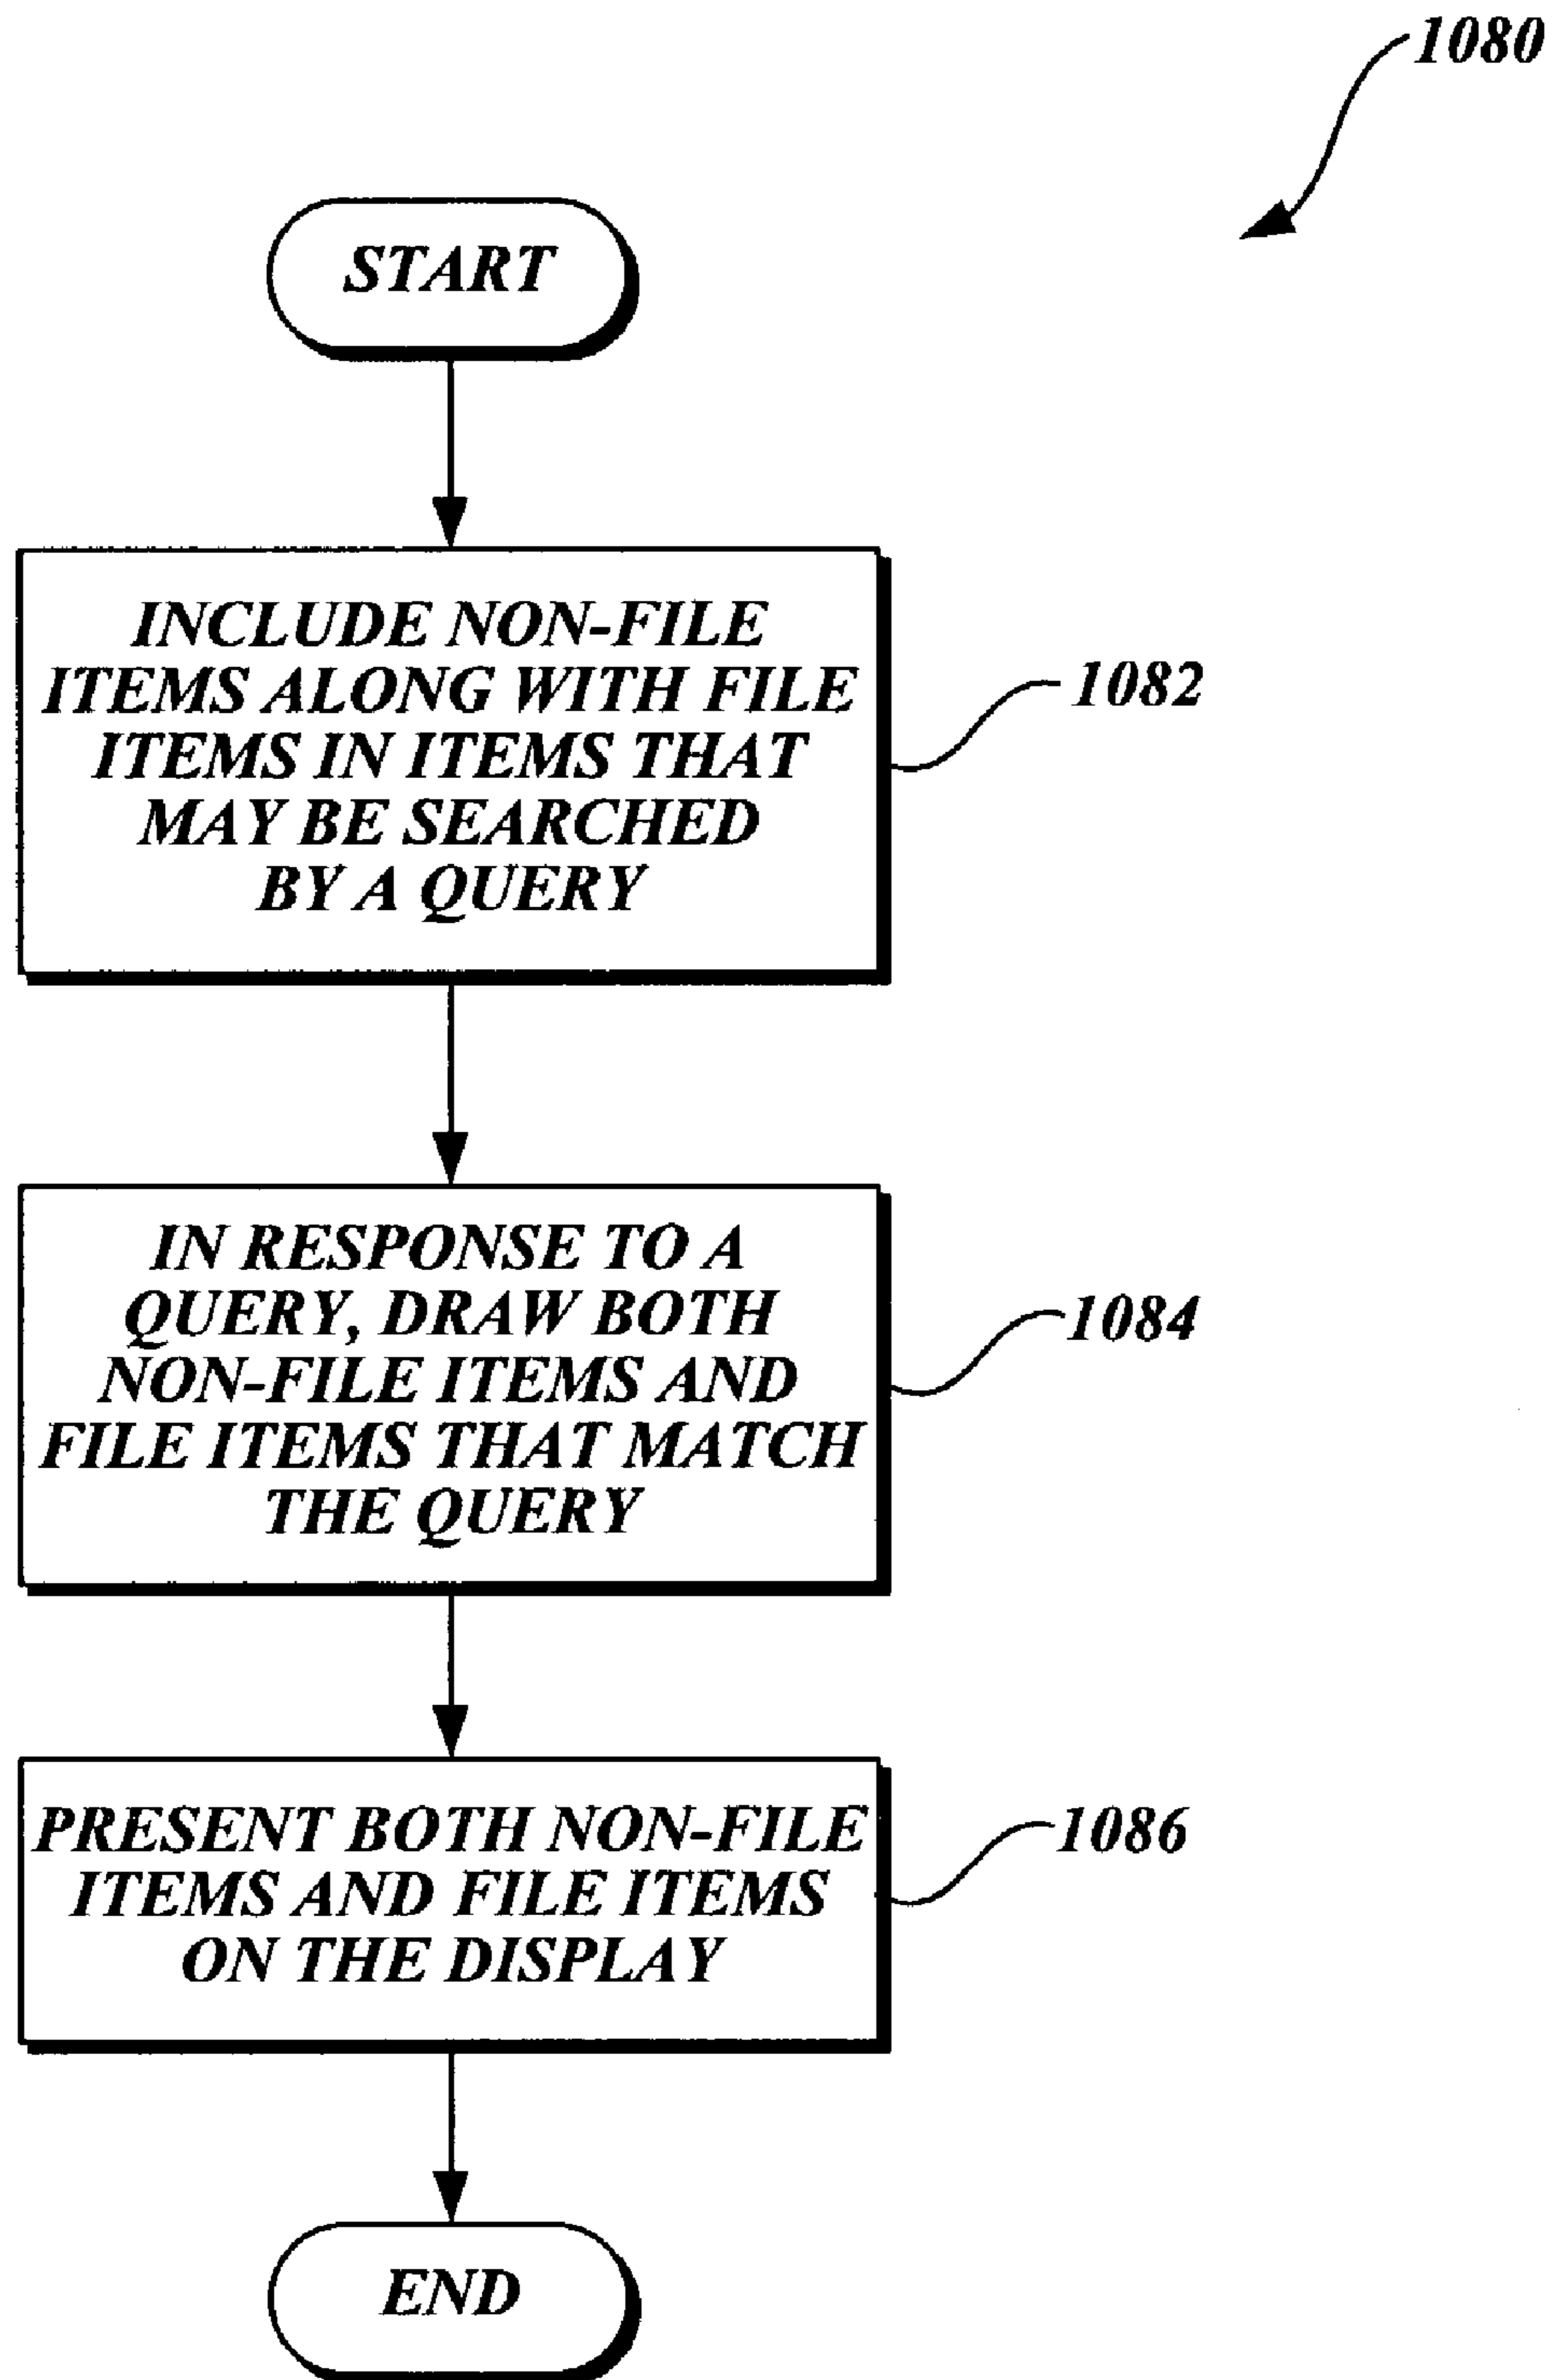 1080
START
INCLUDE NON-FILE
ITEMS ALONG WITH FILE
ITEMS IN ITEMS THAT
MAY BE SEARCHED
BY A QUERY
1082
IN RESPONSE TO A
QUERY, DRAW BOTH
NON-FILE ITEMS AND
FILE ITEMS THAT MATCH
THE QUERY
1084
PRESENT BOTH NON-FILE
ITEMS AND FILE ITEMS
ON THE DISPLAY
1086
END